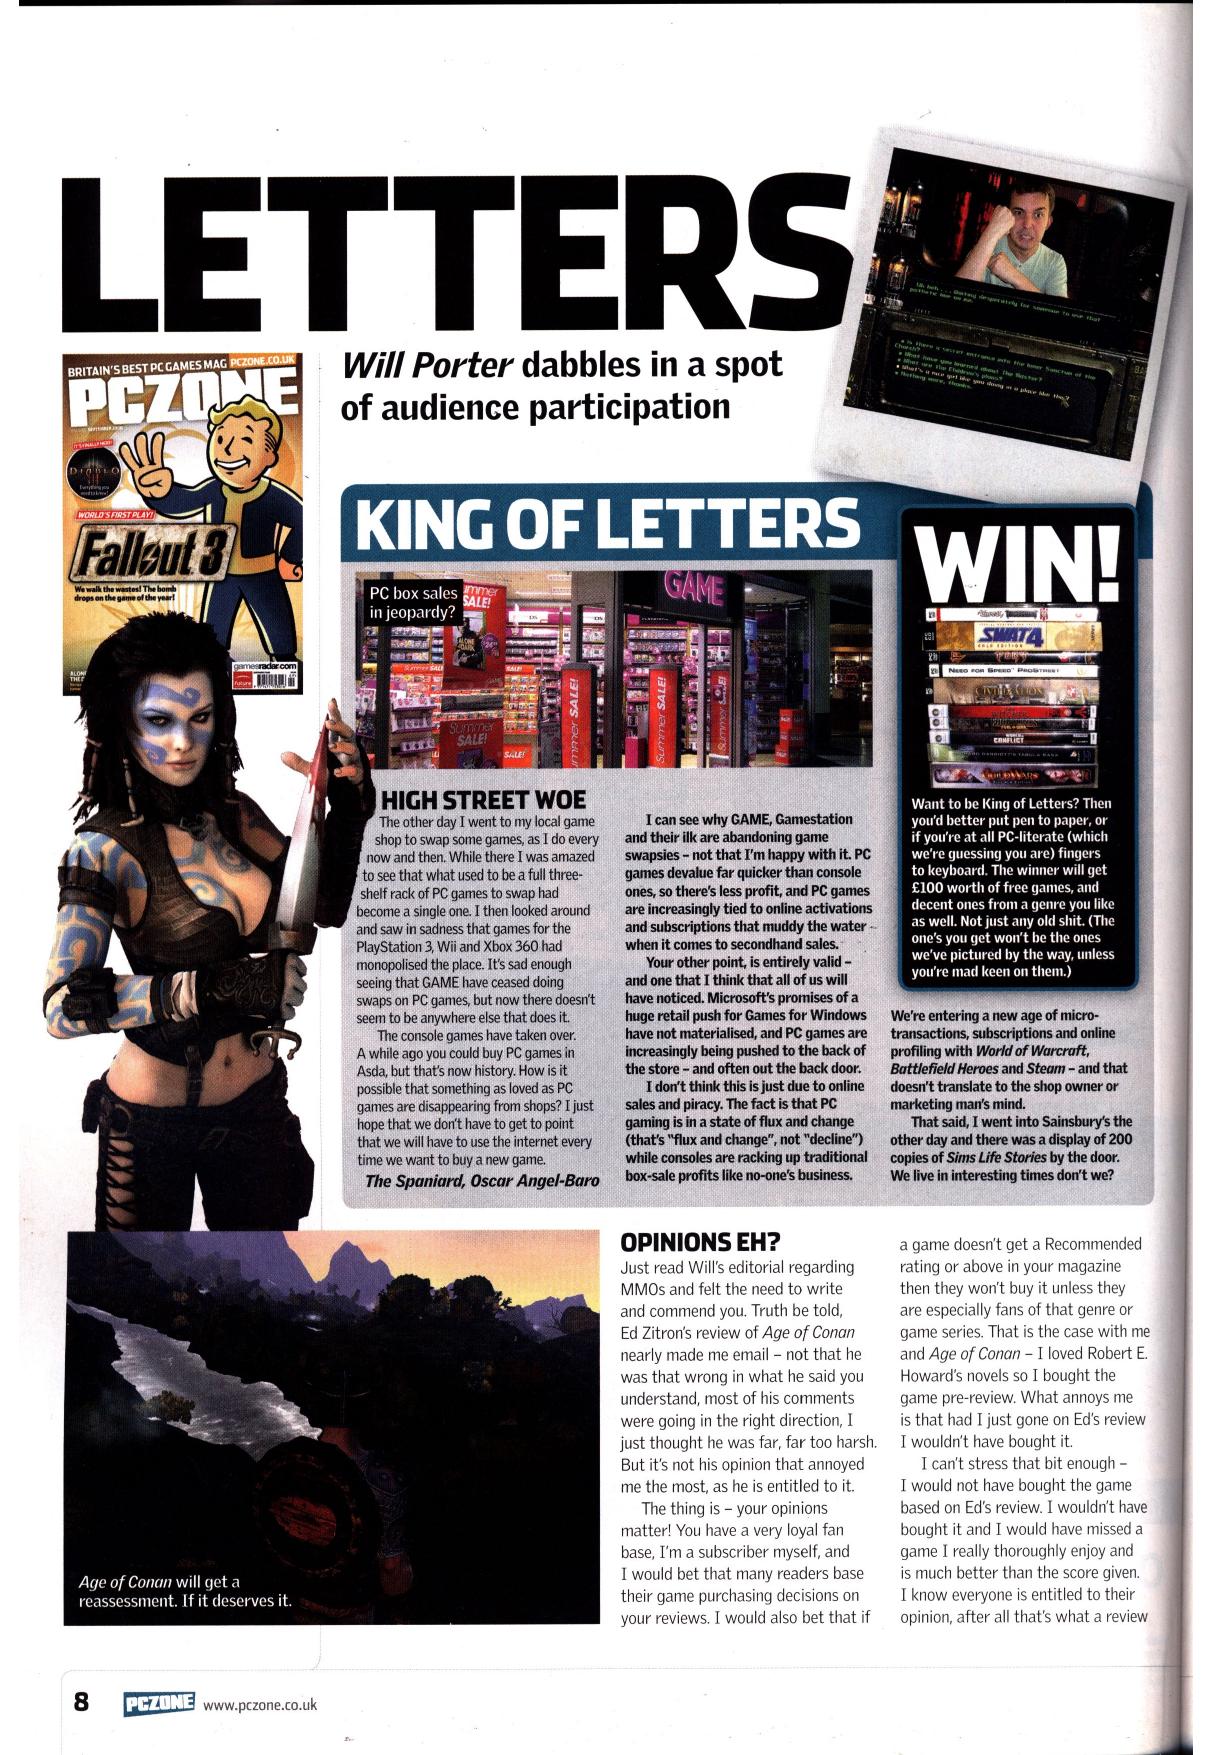 LETTERS
Will Porter dabbles in a spot
of audience participation
BRITAIN'S BEST PC GAMES MAG PCZONE.CO.UK
PCZONE
IT'S FINALLY HERE!
DIABLO
Everything you
need to know!
WORLD'S FIRST PLAY!
Fallout 3
We walk the wastes! The bomb
drops on the game of the year!
gamesradar.com
future
KING OF LETTERS
PC box sales
in jeopardy?
GAME
Summer
SALE!
HIGH STREET WOE
The other day I went to my local game
shop to swap some games, as I do every
now and then. While there I was amazed
to see that what used to be a full three-
shelf rack of PC games to swap had
become a single one. I then looked around
and saw in sadness that games for the
PlayStation 3, Wii and Xbox 360 had
monopolised the place. It's sad enough
seeing that GAME have ceased doing
swaps on PC games, but now there doesn't
seem to be anywhere else that does it.
The console games have taken over.
A while ago you could buy PC games in
Asda, but that's now history. How is it
possible that something as loved as PC
games are disappearing from shops? I just
hope that we don't have to get to point
that we will have to use the internet every
time we want to buy a new game.
The Spaniard, Oscar Angel-Baro
I can see why GAME, Gamestation
and their ilk are abandoning game
swapsies – not that I'm happy with it. PC
games devalue far quicker than console
ones, so there's less profit, and PC games
are increasingly tied to online activations
and subscriptions that muddy the water
when it comes to secondhand sales.
Your other point, is entirely valid –
and one that I think that all of us will
have noticed. Microsoft's promises of a
huge retail push for Games for Windows
have not materialised, and PC games are
increasingly being pushed to the back of
the store – and often out the back door.
I don't think this is just due to online
sales and piracy. The fact is that PC
gaming is in a state of flux and change
(that's "flux and change", not "decline")
while consoles are racking up traditional
box-sale profits like no-one's business.
WIN!
SWAT 4
GOLD EDITION
NEED FOR SPEED PROSTREET
CIVILIZATION
CONFLICT
GUILD WARS
Want to be King of Letters? Then
you'd better put pen to paper, or
if you're at all PC-literate (which
we're guessing you are) fingers
to keyboard. The winner will get
£100 worth of free games, and
decent ones from a genre you like
as well. Not just any old shit. (The
one's you get won't be the ones
we've pictured by the way, unless
you're mad keen on them.)
We're entering a new age of micro-
transactions, subscriptions and online
profiling with World of Warcraft,
Battlefield Heroes and Steam – and that
doesn't translate to the shop owner or
marketing man's mind.
That said, I went into Sainsbury's the
other day and there was a display of 200
copies of Sims Life Stories by the door.
We live in interesting times don't we?
Age of Conan will get a
reassessment. If it deserves it.
OPINIONS EH?
Just read Will's editorial regarding
MMOs and felt the need to write
and commend you. Truth be told,
Ed Zitron's review of Age of Conan
nearly made me email – not that he
was that wrong in what he said you
understand, most of his comments
were going in the right direction, I
just thought he was far, far too harsh.
But it's not his opinion that annoyed
me the most, as he is entitled to it.
The thing is – your opinions
matter! You have a very loyal fan
base, I'm a subscriber myself, and
I would bet that many readers base
their game purchasing decisions on
your reviews. I would also bet that if
a game doesn't get a Recommended
rating or above in your magazine
then they won't buy it unless they
are especially fans of that genre or
game series. That is the case with me
and Age of Conan – I loved Robert E.
Howard's novels so I bought the
game pre-review. What annoys me
is that had I just gone on Ed's review
I wouldn't have bought it.
I can't stress that bit enough –
I would not have bought the game
based on Ed's review. I wouldn't have
bought it and I would have missed a
game I really thoroughly enjoy and
is much better than the score given.
I know everyone is entitled to their
opinion, after all that's what a review
8
PCZONE
www.pczone.co.uk